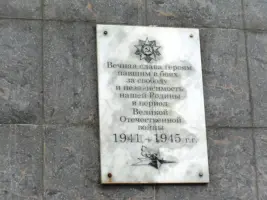 Вечная слава героям
павшим в боях
за свободу
и независимость
нашей Родины
в период
Великой
Отечественной
войны
1941 - 1945 г.г.